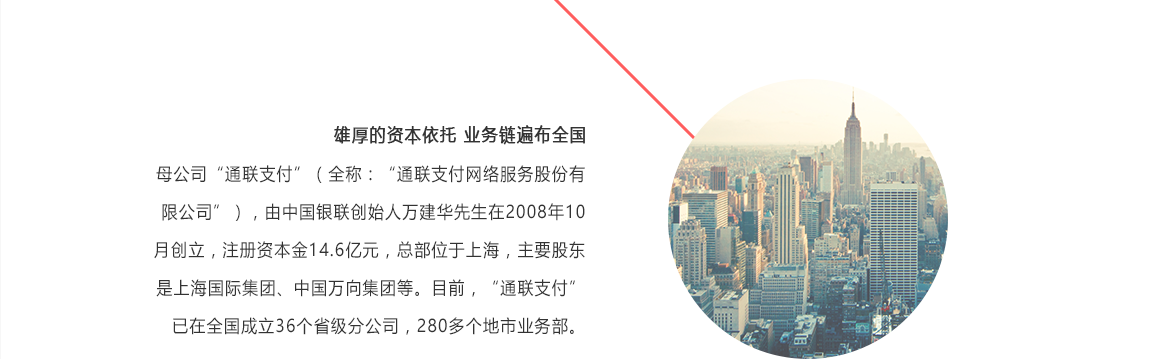 雄厚的资本依托 业务链遍布全国
母公司“通联支付”（全称：“通联支付网络服务股份有
限公司”），由中国银联创始人万建华先生在2008年10
月创立，注册资本金14.6亿元，总部位于上海，主要股东
是上海国际集团、中国万向集团等。目前，“通联支付”
已在全国成立36个省级分公司，280多个地市业务部。